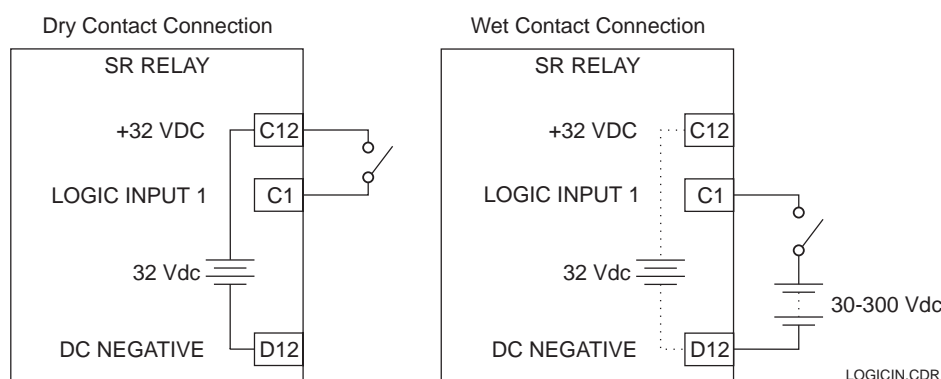 Dry Contact Connection
SR RELAY
+32 VDC
C12
LOGIC INPUT 1
C1
32 Vdc
DC NEGATIVE
D12
Wet Contact Connection
SR RELAY
+32 VDC
C12
LOGIC INPUT 1
C1
32 Vdc
30-300 Vdc
DC NEGATIVE
D12
LOGICIN.CDR